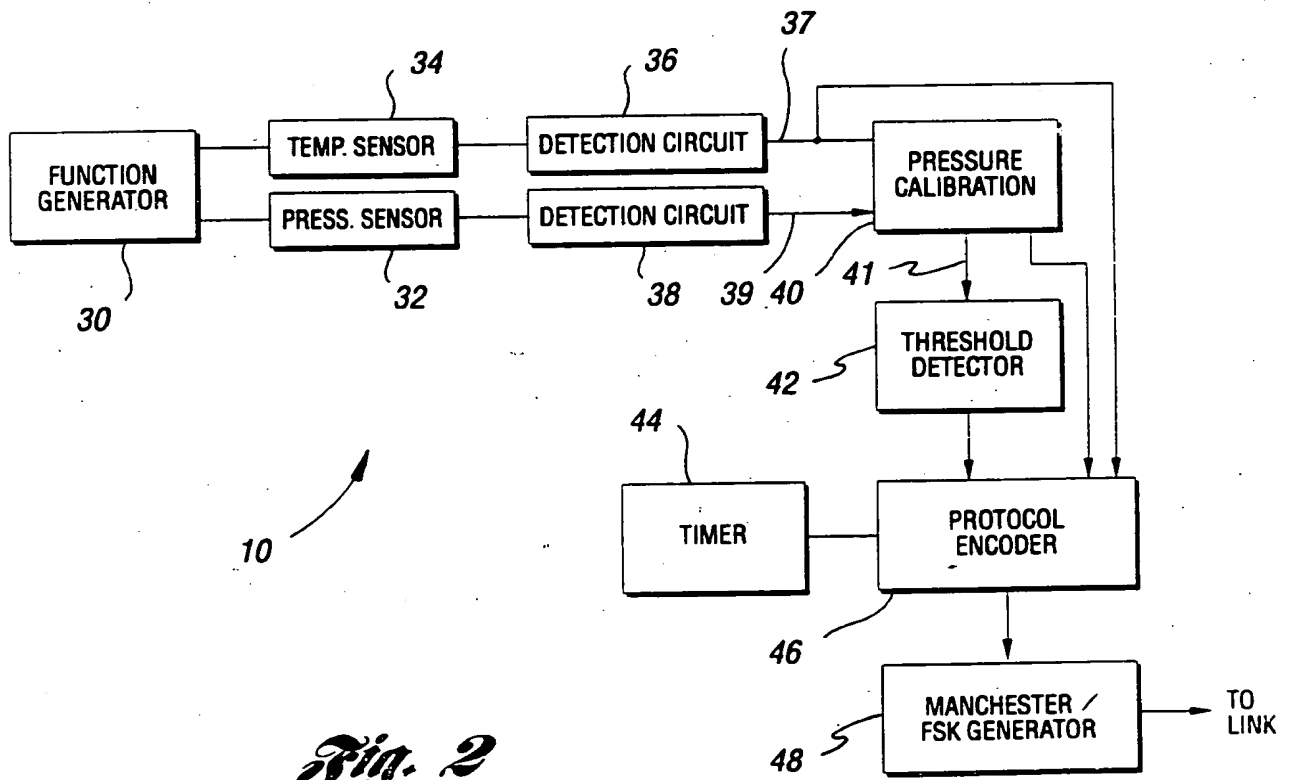 37
34
36
FUNCTION
GENERATOR
TEMP. SENSOR
DETECTION CIRCUIT
PRESSURE
CALIBRATION
PRESS. SENSOR
DETECTION CIRCUIT
30
32
38
39
40
41
THRESHOLD
DETECTOR
42
44
TIMER
PROTOCOL
ENCODER
10
46
MANCHESTER /
FSK GENERATOR
TO
LINK
48
Fig. 2